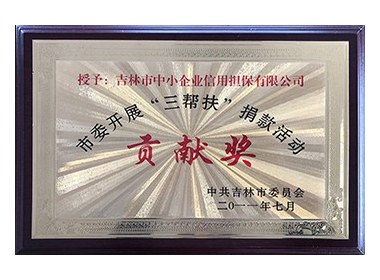 授予：吉林市中小企业信用担保有限公司
市委开展“三帮扶”捐款活动
贡献奖
中共吉林市委员会
二〇一一年七月